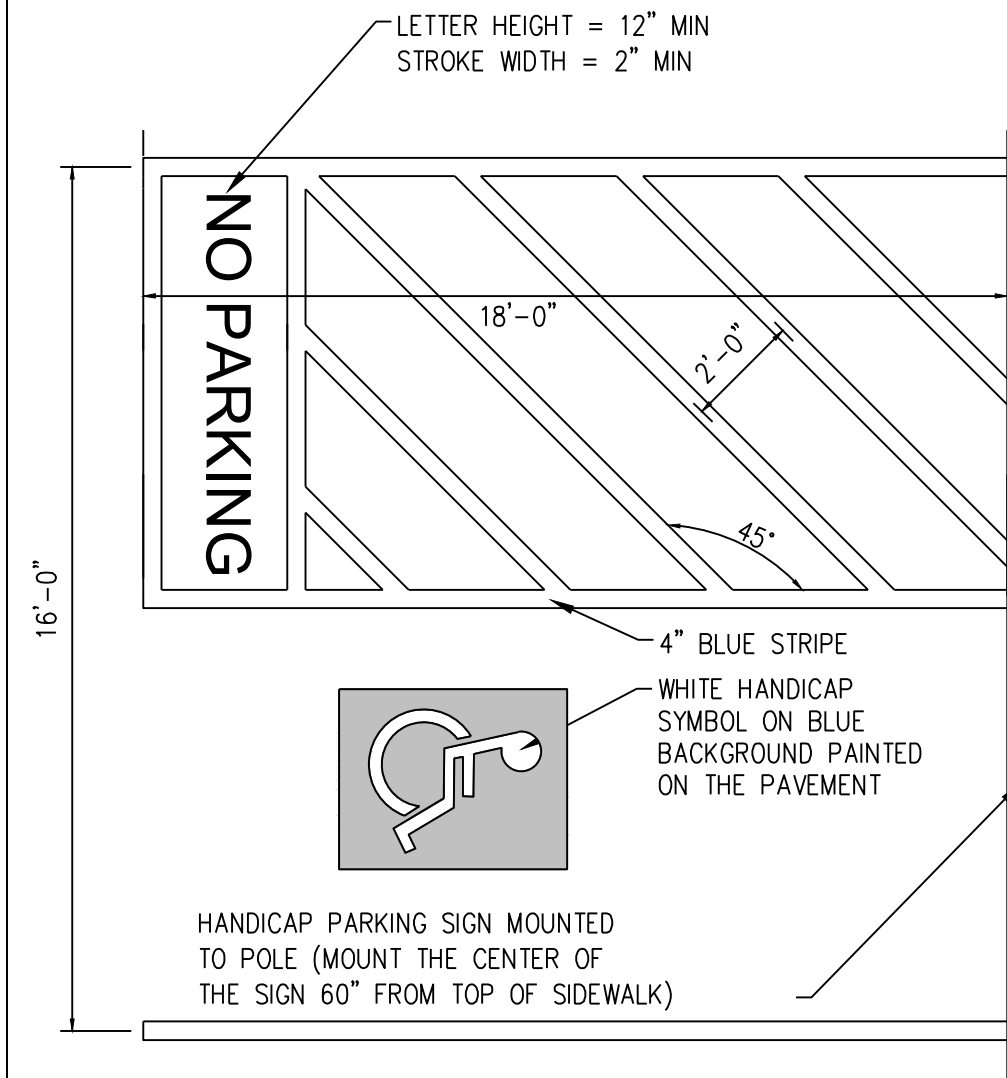 LETTER HEIGHT = 12” MIN
STROKE WIDTH = 2” MIN
NO PARKING
18’-0”
2’-0”
45°
16’-0”
4” BLUE STRIPE
WHITE HANDICAP
SYMBOL ON BLUE
BACKGROUND PAINTED
ON THE PAVEMENT
HANDICAP PARKING SIGN MOUNTED
TO POLE (MOUNT THE CENTER OF
THE SIGN 60” FROM TOP OF SIDEWALK)